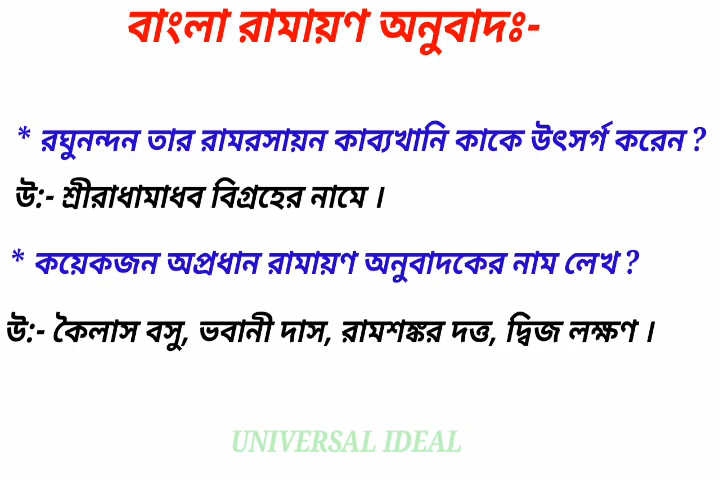 বাংলা রামায়ণ অনুবাদঃ-
* রঘুনন্দন তার রামরসায়ন কাব্যখানি কাকে উৎসর্গ করেন ?
উ:- শ্রীরাধামাধব বিগ্রহের নামে ।
* কয়েকজন অপ্রধান রামায়ণ অনুবাদকের নাম লেখ ?
উ:- কৈলাস বসু, ভবানী দাস, রামশঙ্কর দত্ত, দ্বিজ লক্ষণ ।
UNIVERSAL IDEAL